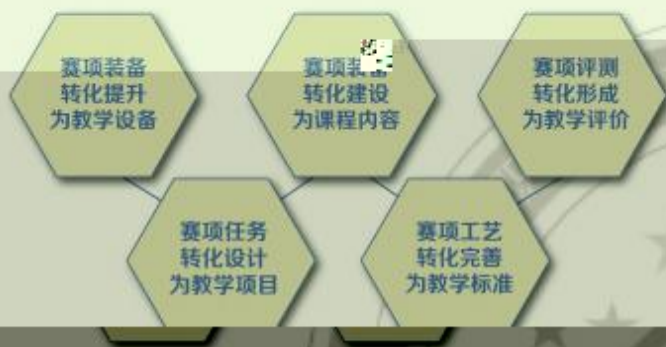 赛项装备
转化提升
为教学设备
赛项装备
转化建设
为课程内容
赛项评测
转化形成
为教学评价
赛项任务
转化设计
为教学项目
赛项工艺
转化完善
为教学标准